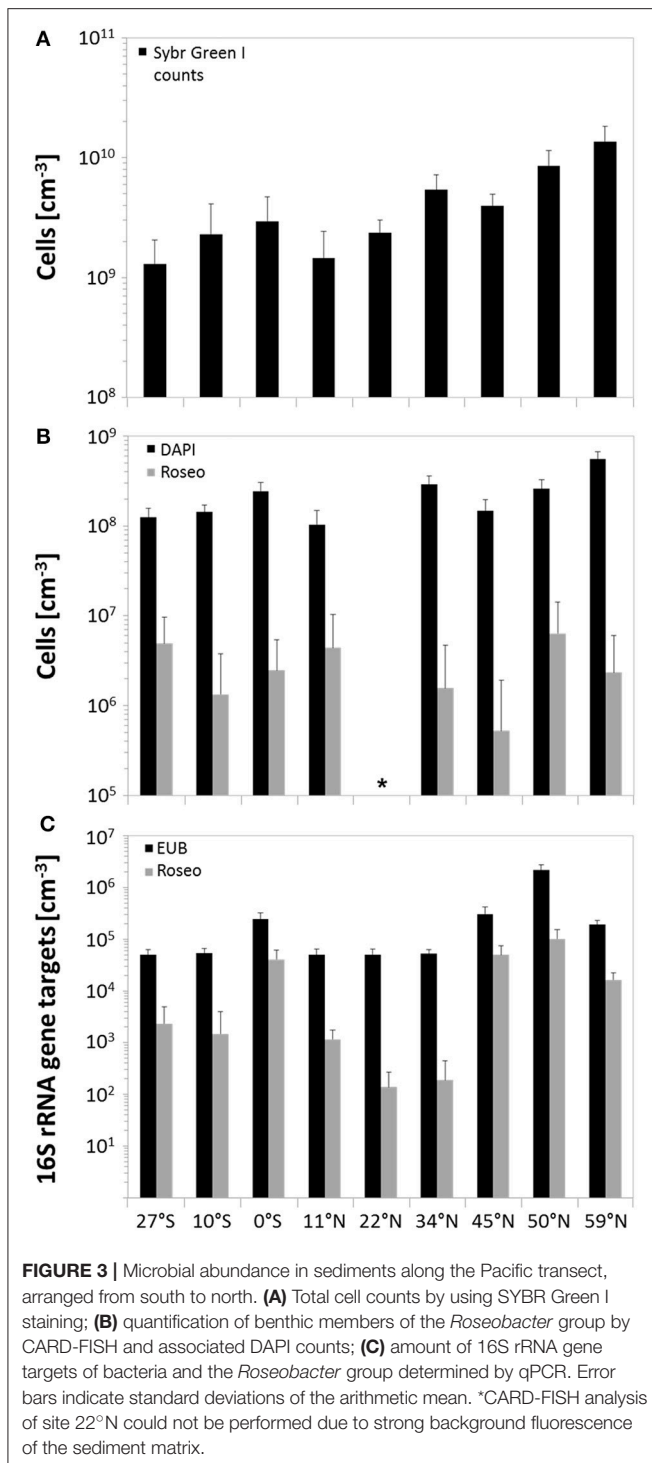 A
10¹¹
Sybr Green I
counts
10¹⁰
10⁹
10⁸
Cells [cm⁻³]
B
10⁹
DAPI
Roseo
10⁸
10⁷
10⁶
10⁵
Cells [cm⁻³]
*
C
10⁷
EUB
Roseo
10⁶
10⁵
10⁴
10³
10²
10¹
16S rRNA gene targets [cm⁻³]
27°S 10°S 0°S 11°N 22°N 34°N 45°N 50°N 59°N
FIGURE 3 | Microbial abundance in sediments along the Pacific transect,
arranged from south to north. (A) Total cell counts by using SYBR Green I
staining; (B) quantification of benthic members of the Roseobacter group by
CARD-FISH and associated DAPI counts; (C) amount of 16S rRNA gene
targets of bacteria and the Roseobacter group determined by qPCR. Error
bars indicate standard deviations of the arithmetic mean. *CARD-FISH analysis
of site 22°N could not be performed due to strong background fluorescence
of the sediment matrix.